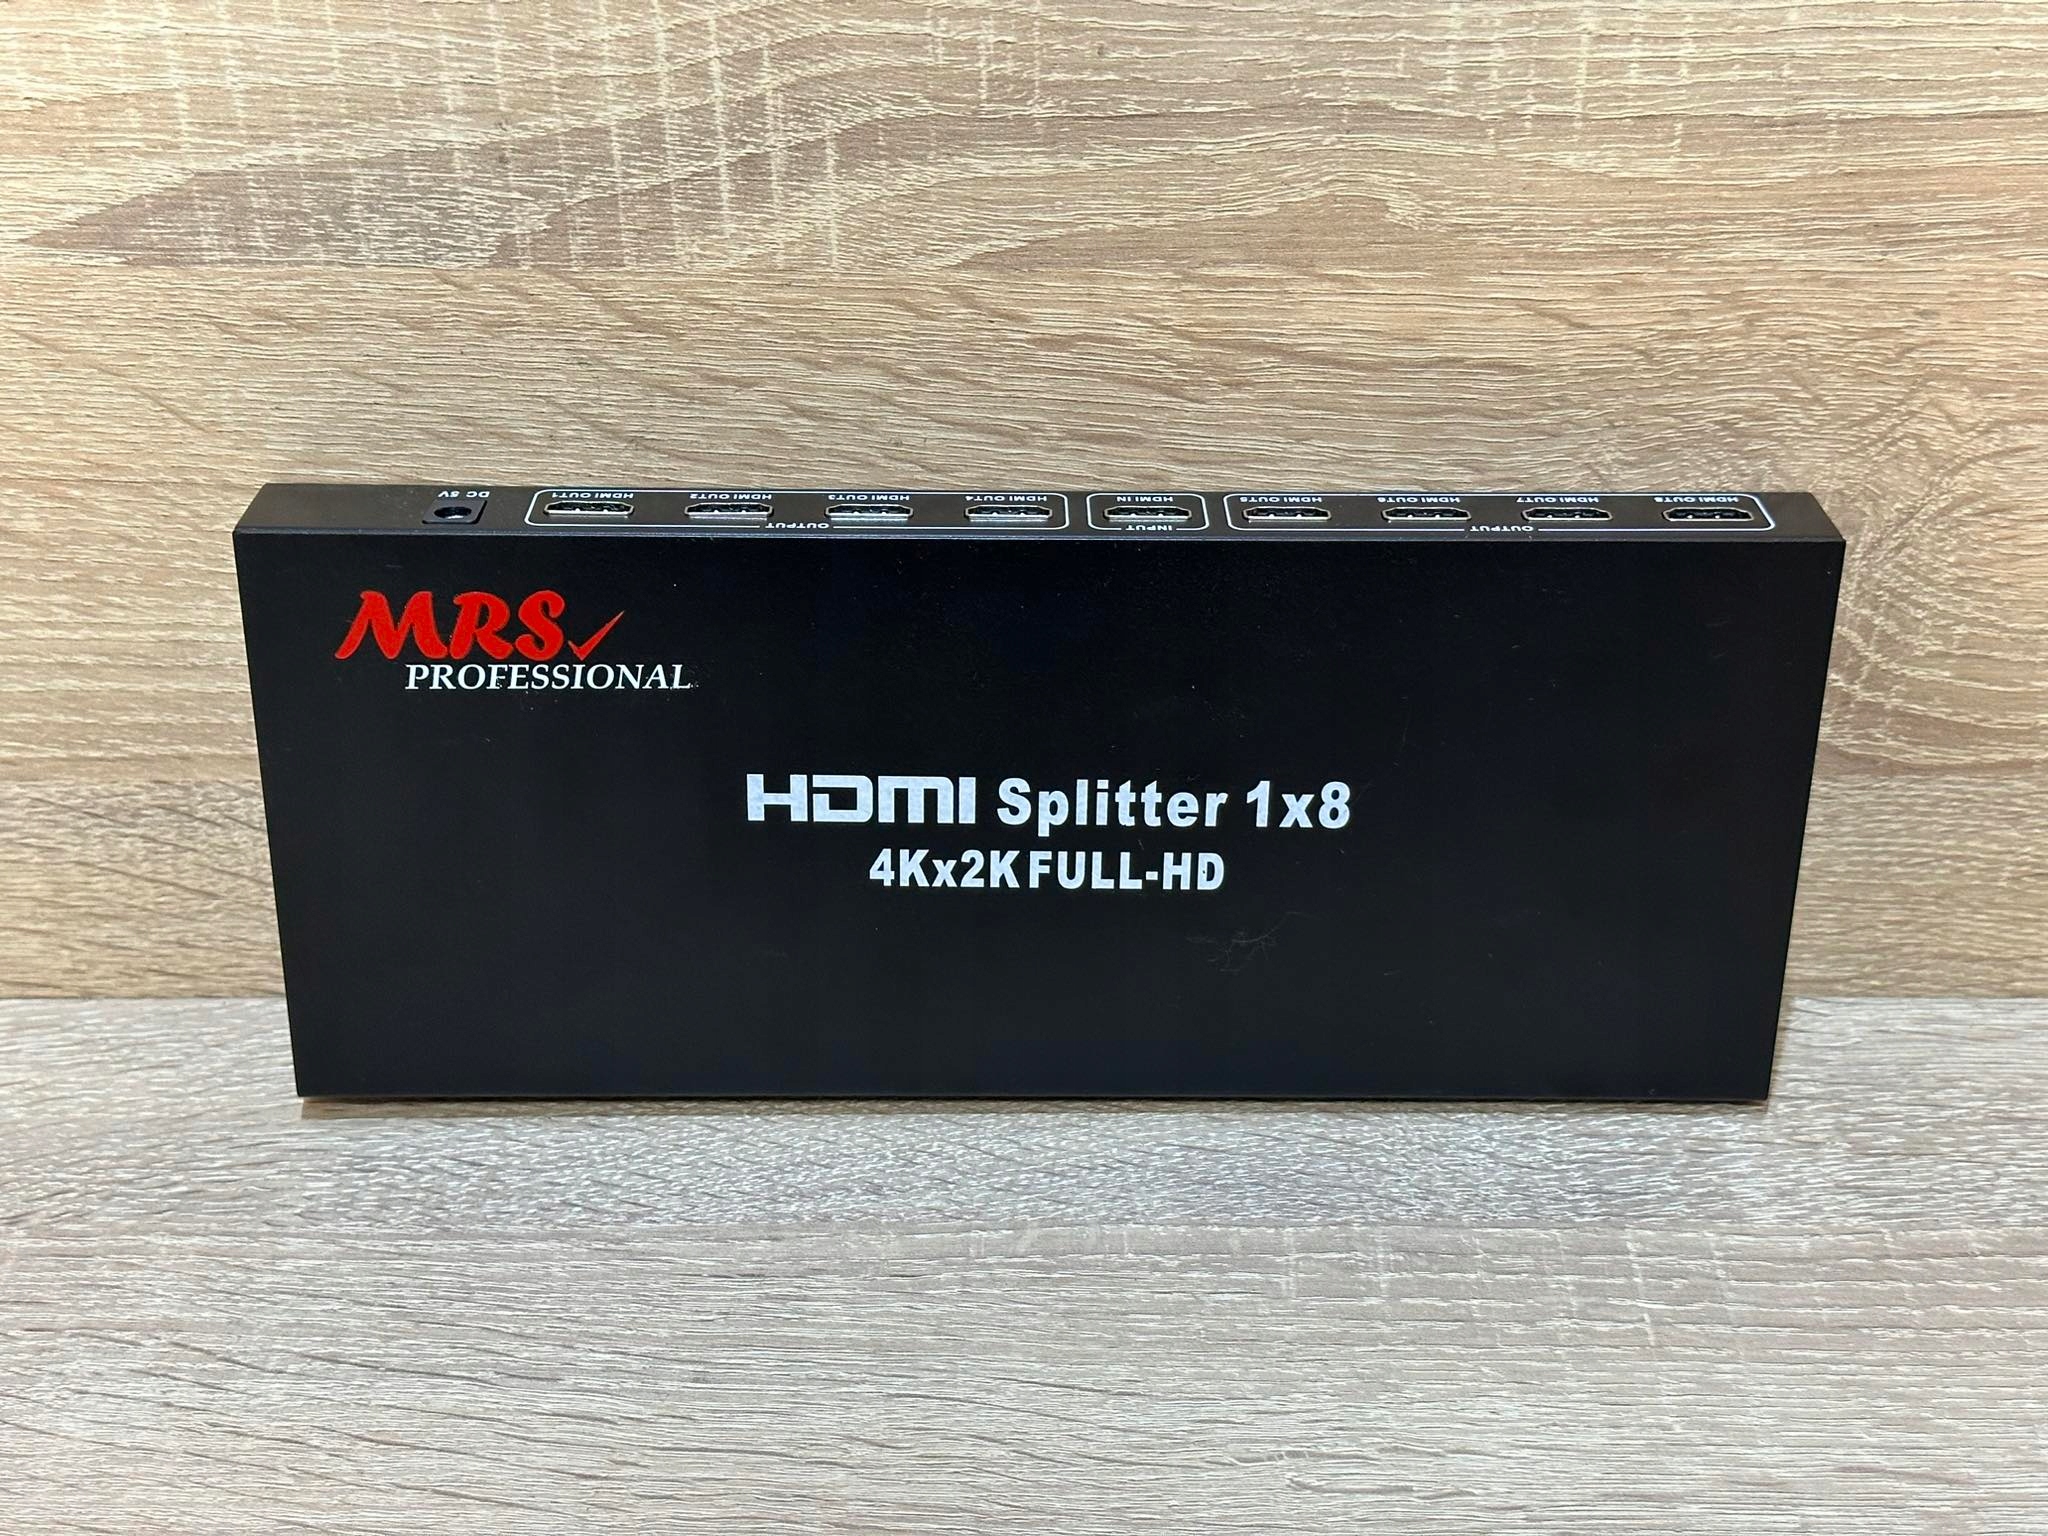 DC 5V
HDMI OUT1 HDMI OUT2 HDMI OUT3 HDMI OUT4 HDMI IN HDMI OUT5 HDMI OUT6 HDMI OUT7 HDMI OUT8
OUTPUT INPUT OUTPUT
MRS
PROFESSIONAL
HDMI Splitter 1x8
4Kx2K FULL-HD